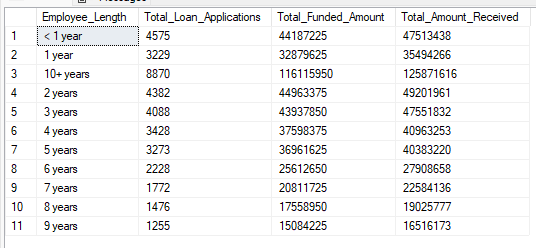 Employee_Length Total_Loan_Applications Total_Funded_Amount Total_Amount_Received
1 < 1 year 4575 44187225 47513438
2 1 year 3229 32879625 35494266
3 10+ years 8870 116115950 125871616
4 2 years 4382 44963375 49201961
5 3 years 4088 43937850 47551832
6 4 years 3428 37598375 40963253
7 5 years 3273 36961625 40383220
8 6 years 2228 25612650 27908658
9 7 years 1772 20811725 22584136
10 8 years 1476 17558950 19025777
11 9 years 1255 15084225 16516173